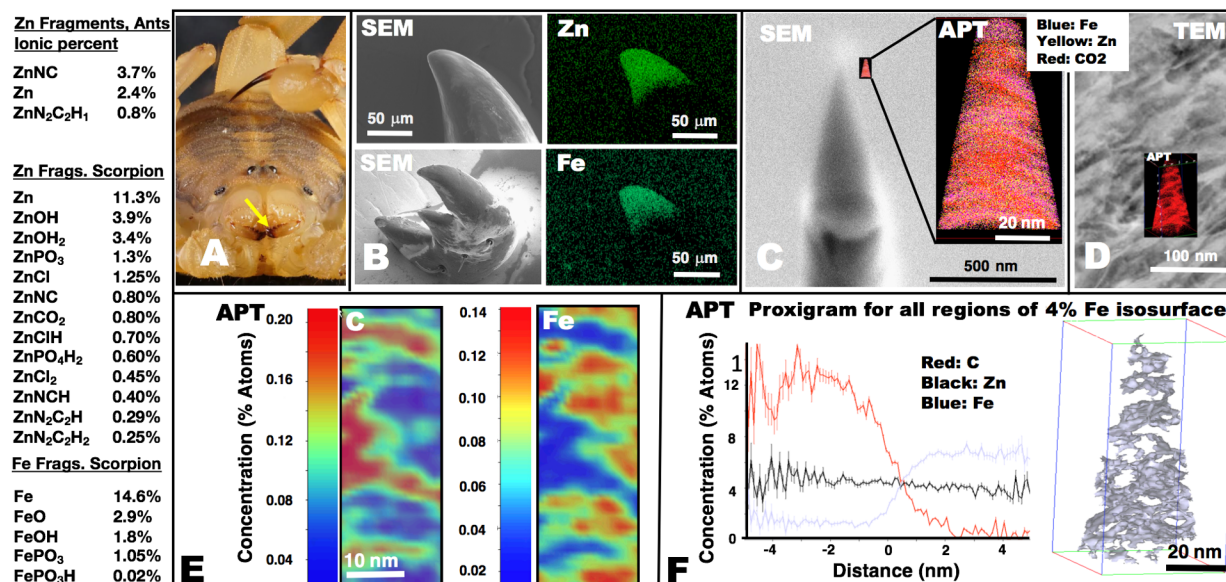 Zn Fragments, Ants
Ionic percent
ZnNC 3.7%
Zn 2.4%
ZnN₂C₂H₁ 0.8%
Zn Frags. Scorpion
Zn 11.3%
ZnOH 3.9%
ZnOH₂ 3.4%
ZnPO₃ 1.3%
ZnCl 1.25%
ZnNC 0.80%
ZnCO₂ 0.80%
ZnClH 0.70%
ZnPO₄H₂ 0.60%
ZnCl₂ 0.45%
ZnNCH 0.40%
ZnN₂C₂H 0.29%
ZnN₂C₂H₂ 0.25%
Fe Frags. Scorpion
Fe 14.6%
FeO 2.9%
FeOH 1.8%
FePO₃ 1.05%
FePO₃H 0.02%
A
SEM
50 μm
Zn
50 μm
SEM
B
Fe
50 μm
SEM
C
APT
20 nm
500 nm
Blue: Fe
Yellow: Zn
Red: CO2
TEM
APT
D
100 nm
APT
Concentration (% Atoms)
0.20
0.16
0.12
0.08
0.04
C
10 nm
E
0.14
0.12
0.10
0.08
0.06
0.04
0.02
Fe
APT Proxigram for all regions of 4% Fe isosurface
Concentration (% Atoms)
1
12
8
4
0
Red: C
Black: Zn
Blue: Fe
-4 -2 0 2 4
Distance (nm)
F
20 nm